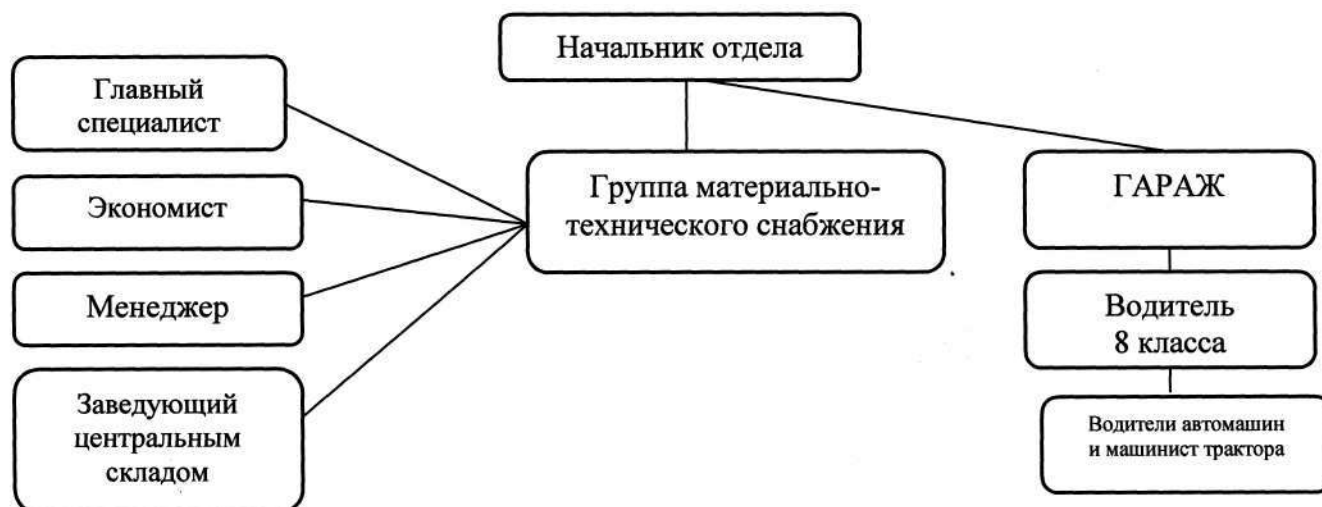 Начальник отдела
Главный
специалист
Экономист
Менеджер
Заведующий
центральным
складом
Группа материально-
технического снабжения
ГАРАЖ
Водитель
8 класса
Водители автомашин
и машинист трактора